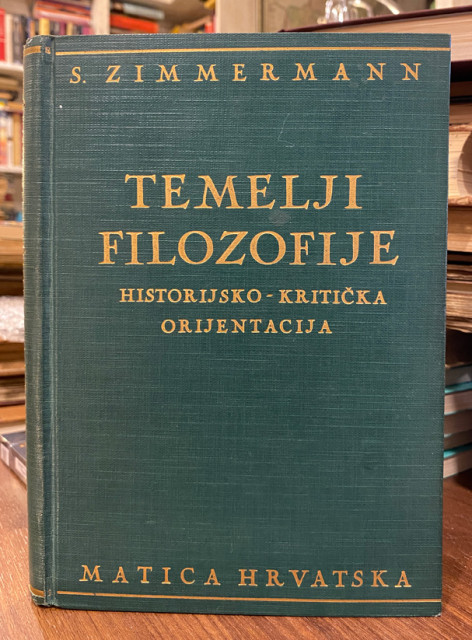 S. ZIMMERMANN
TEMELJI
FILOZOFIJE
HISTORIJSKO-KRITIČKA
ORIJENTACIJA
MATICA HRVATSKA